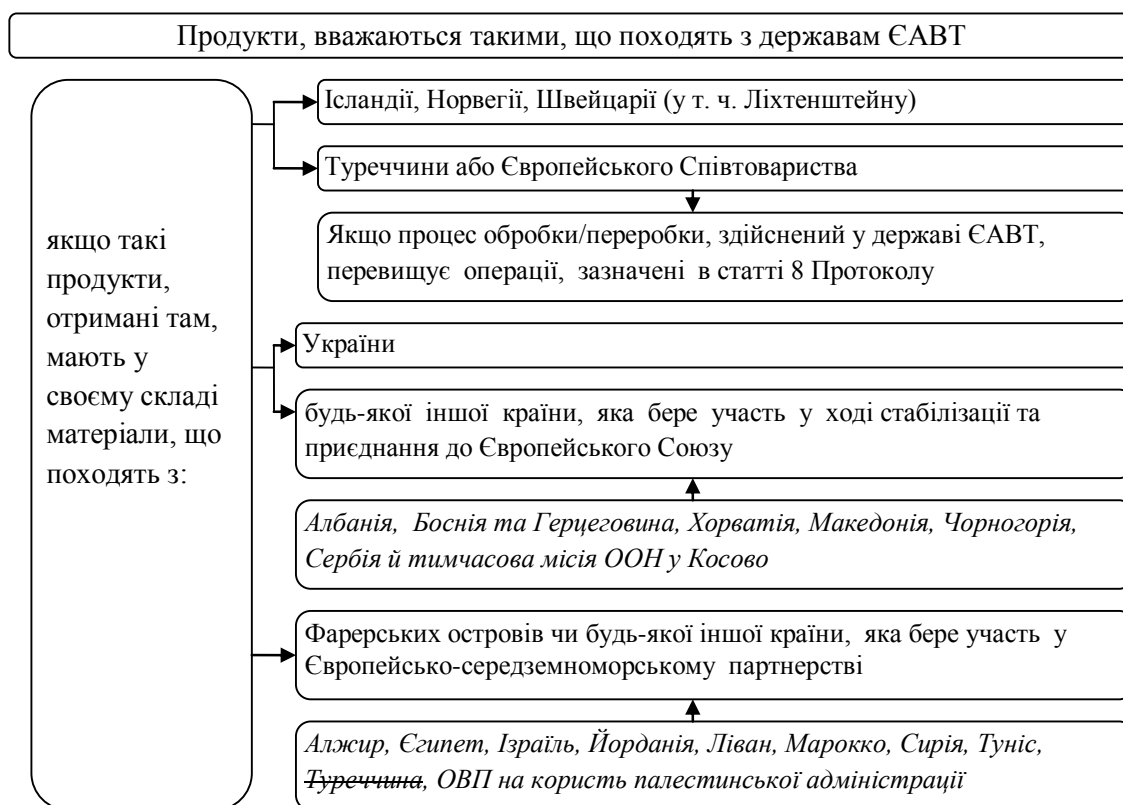 Продукти, вважаються такими, що походять з державам ЄАВТ
якщо такі
продукти,
отримані там,
мають у
своєму складі
матеріали, що
походять з:
Ісландії, Норвегії, Швейцарії (у т. ч. Ліхтенштейну)
Туреччини або Європейського Співтовариства
Якщо процес обробки/переробки, здійснений у державі ЄАВТ,
перевищує операції, зазначені в статті 8 Протоколу
України
будь-якої іншої країни, яка бере участь у ході стабілізації та
приєднання до Європейського Союзу
Албанія, Боснія та Герцеговина, Хорватія, Македонія, Чорногорія,
Сербія й тимчасова місія ООН у Косово
Фарерських островів чи будь-якої іншої країни, яка бере участь у
Європейсько-середземноморському партнерстві
Алжир, Єгипет, Ізраїль, Йорданія, Ліван, Марокко, Сирія, Туніс,
Туреччина, ОВП на користь палестинської адміністрації